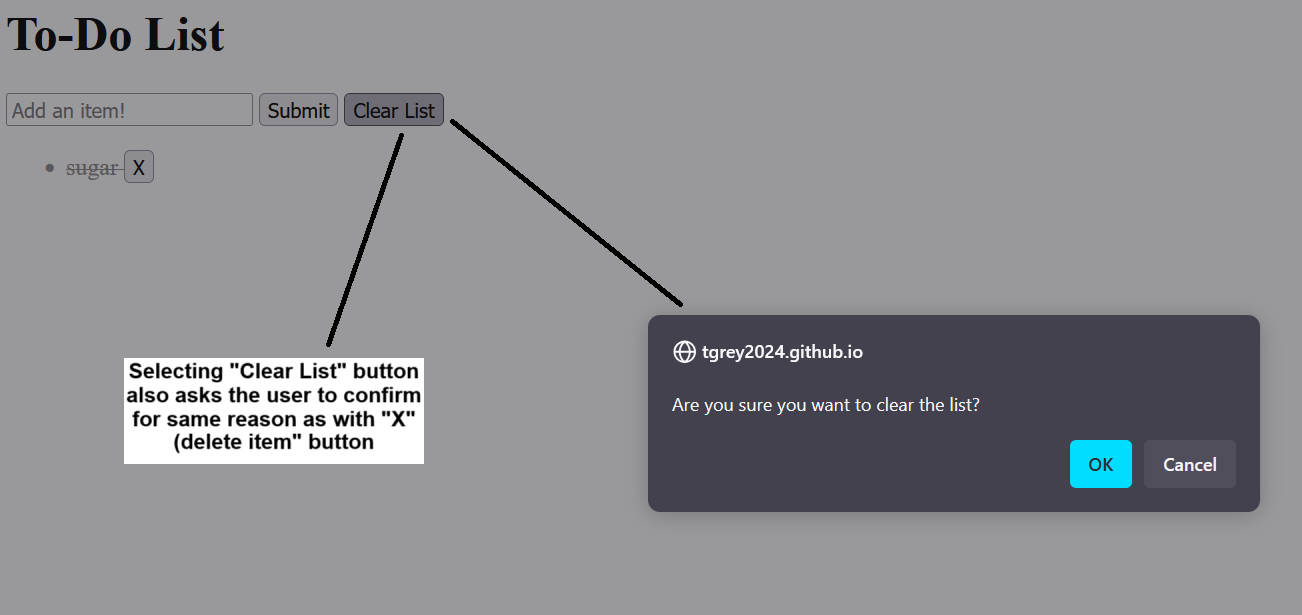 To-Do List
Add an item! Submit Clear List
sugar X
Selecting "Clear List" button
also asks the user to confirm
for same reason as with "X"
(delete item" button
tgrey2024.github.io
Are you sure you want to clear the list?
OK Cancel